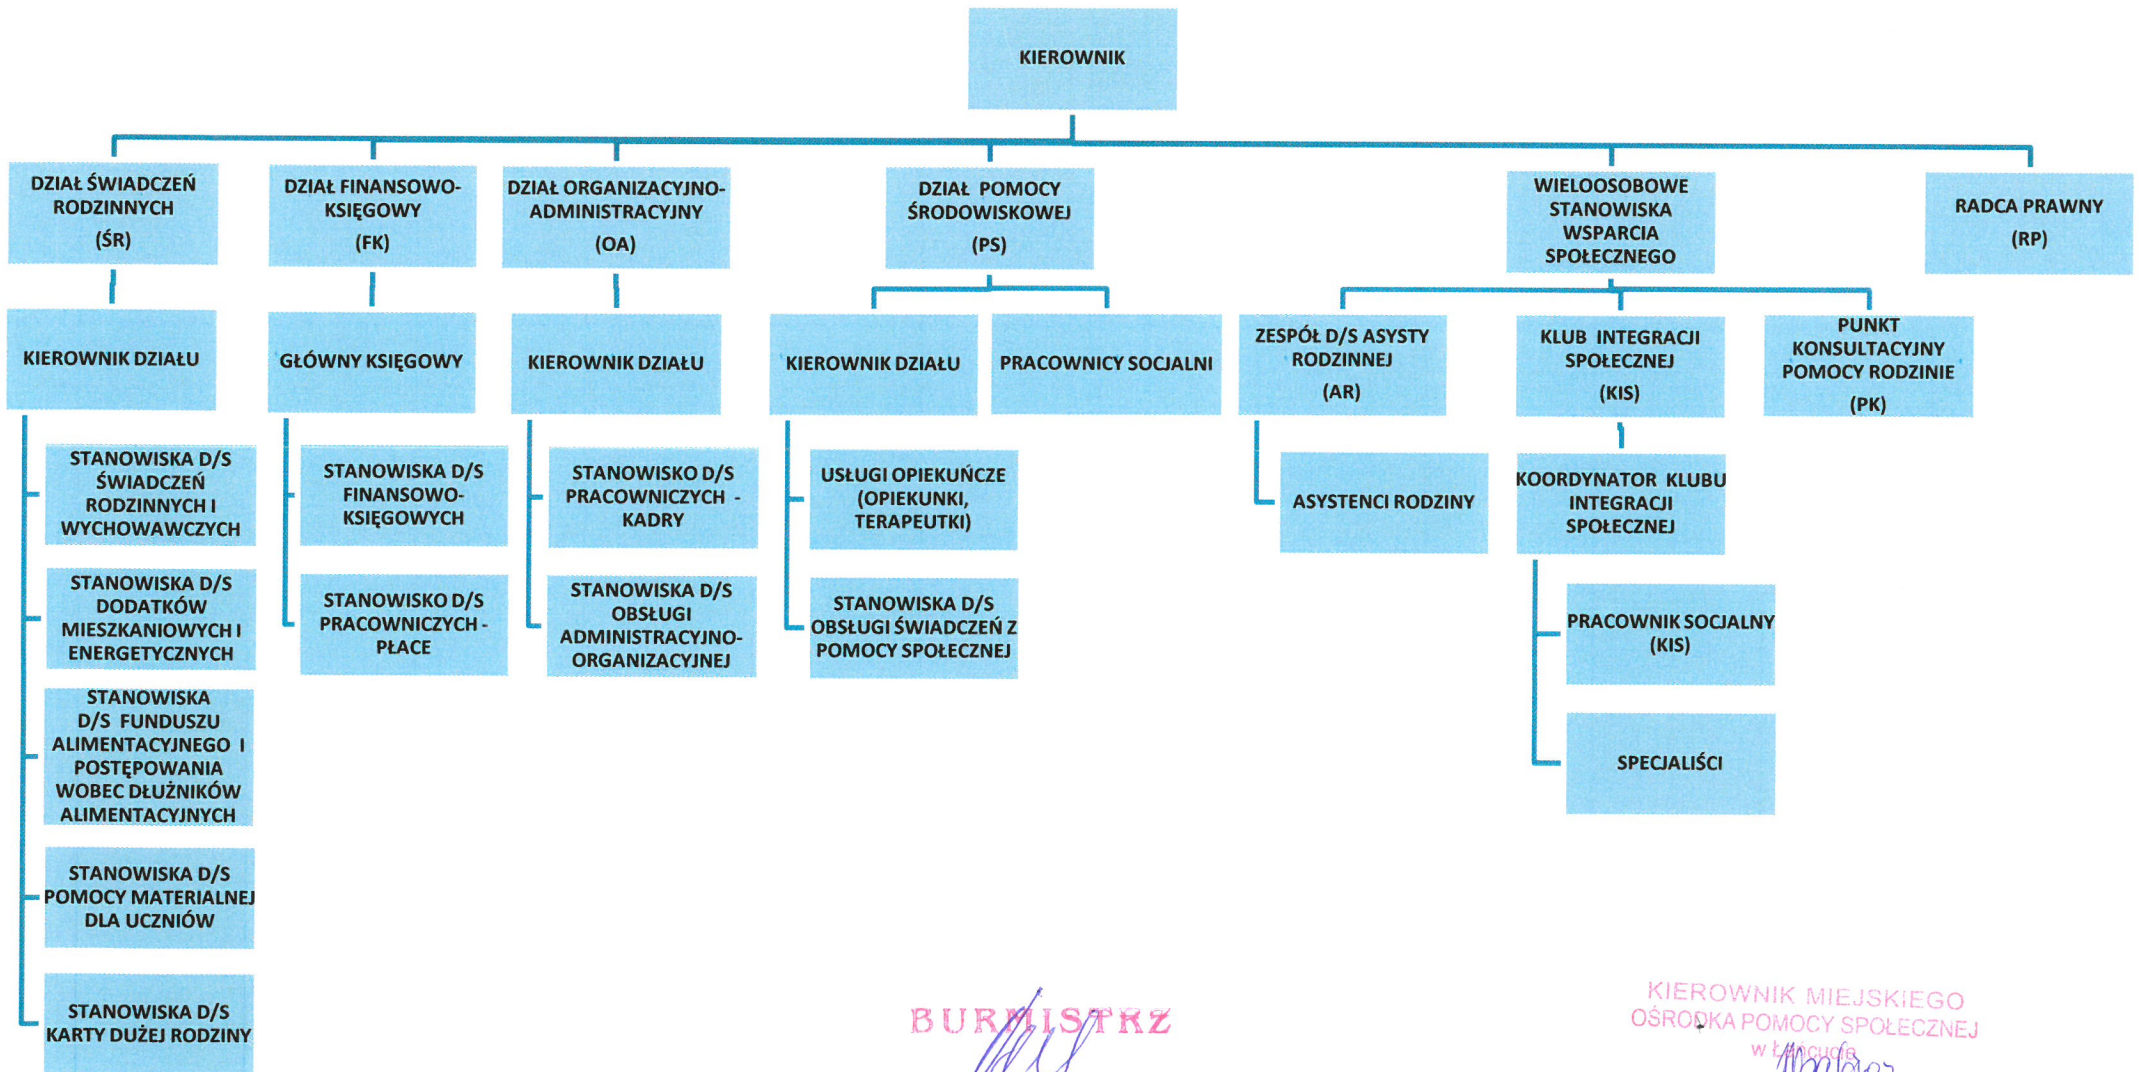 KIEROWNIK
DZIAŁ ŚWIADCZEŃ
RODZINNYCH
(ŚR)
DZIAŁ FINANSOWO-
KSIĘGOWY
(FK)
DZIAŁ ORGANIZACYJNO-
ADMINISTRACYJNY
(OA)
DZIAŁ POMOCY
ŚRODOWISKOWEJ
(PS)
WIELOOSOBOWE
STANOWISKA
WSPARCIA
SPOŁECZNEGO
RADCA PRAWNY
(RP)
KIEROWNIK DZIAŁU
GŁÓWNY KSIĘGOWY
KIEROWNIK DZIAŁU
KIEROWNIK DZIAŁU
PRACOWNICY SOCJALNI
ZESPÓŁ D/S ASYSTY
RODZINNEJ
(AR)
KLUB INTEGRACJI
SPOŁECZNEJ
(KIS)
PUNKT
KONSULTACYJNY
POMOCY RODZINIE
(PK)
STANOWISKA D/S
ŚWIADCZEŃ
RODZINNYCH I
WYCHOWAWCZYCH
STANOWISKA D/S
FINANSOWO-
KSIĘGOWYCH
STANOWISKO D/S
PRACOWNICZYCH -
KADRY
USŁUGI OPIEKUŃCZE
(OPIEKUNKI,
TERAPEUTKI)
ASYSTENCI RODZINY
KOORDYNATOR KLUBU
INTEGRACJI
SPOŁECZNEJ
STANOWISKA D/S
DODATKÓW
MIESZKANIOWYCH I
ENERGETYCZNYCH
STANOWISKO D/S
PRACOWNICZYCH -
PŁACE
STANOWISKA D/S
OBSŁUGI
ADMINISTRACYJNO-
ORGANIZACYJNEJ
STANOWISKA D/S
OBSŁUGI ŚWIADCZEŃ Z
POMOCY SPOŁECZNEJ
PRACOWNIK SOCJALNY
(KIS)
STANOWISKA
D/S FUNDUSZU
ALIMENTACYJNEGO I
POSTĘPOWANIA
WOBEC DŁUŻNIKÓW
ALIMENTACYJNYCH
SPECJALIŚCI
STANOWISKA D/S
POMOCY MATERIALNEJ
DLA UCZNIÓW
STANOWISKA D/S
KARTY DUŻEJ RODZINY
BURMISTRZ
KIEROWNIK MIEJSKIEGO
OŚRODKA POMOCY SPOŁECZNEJ
w Łańcucie